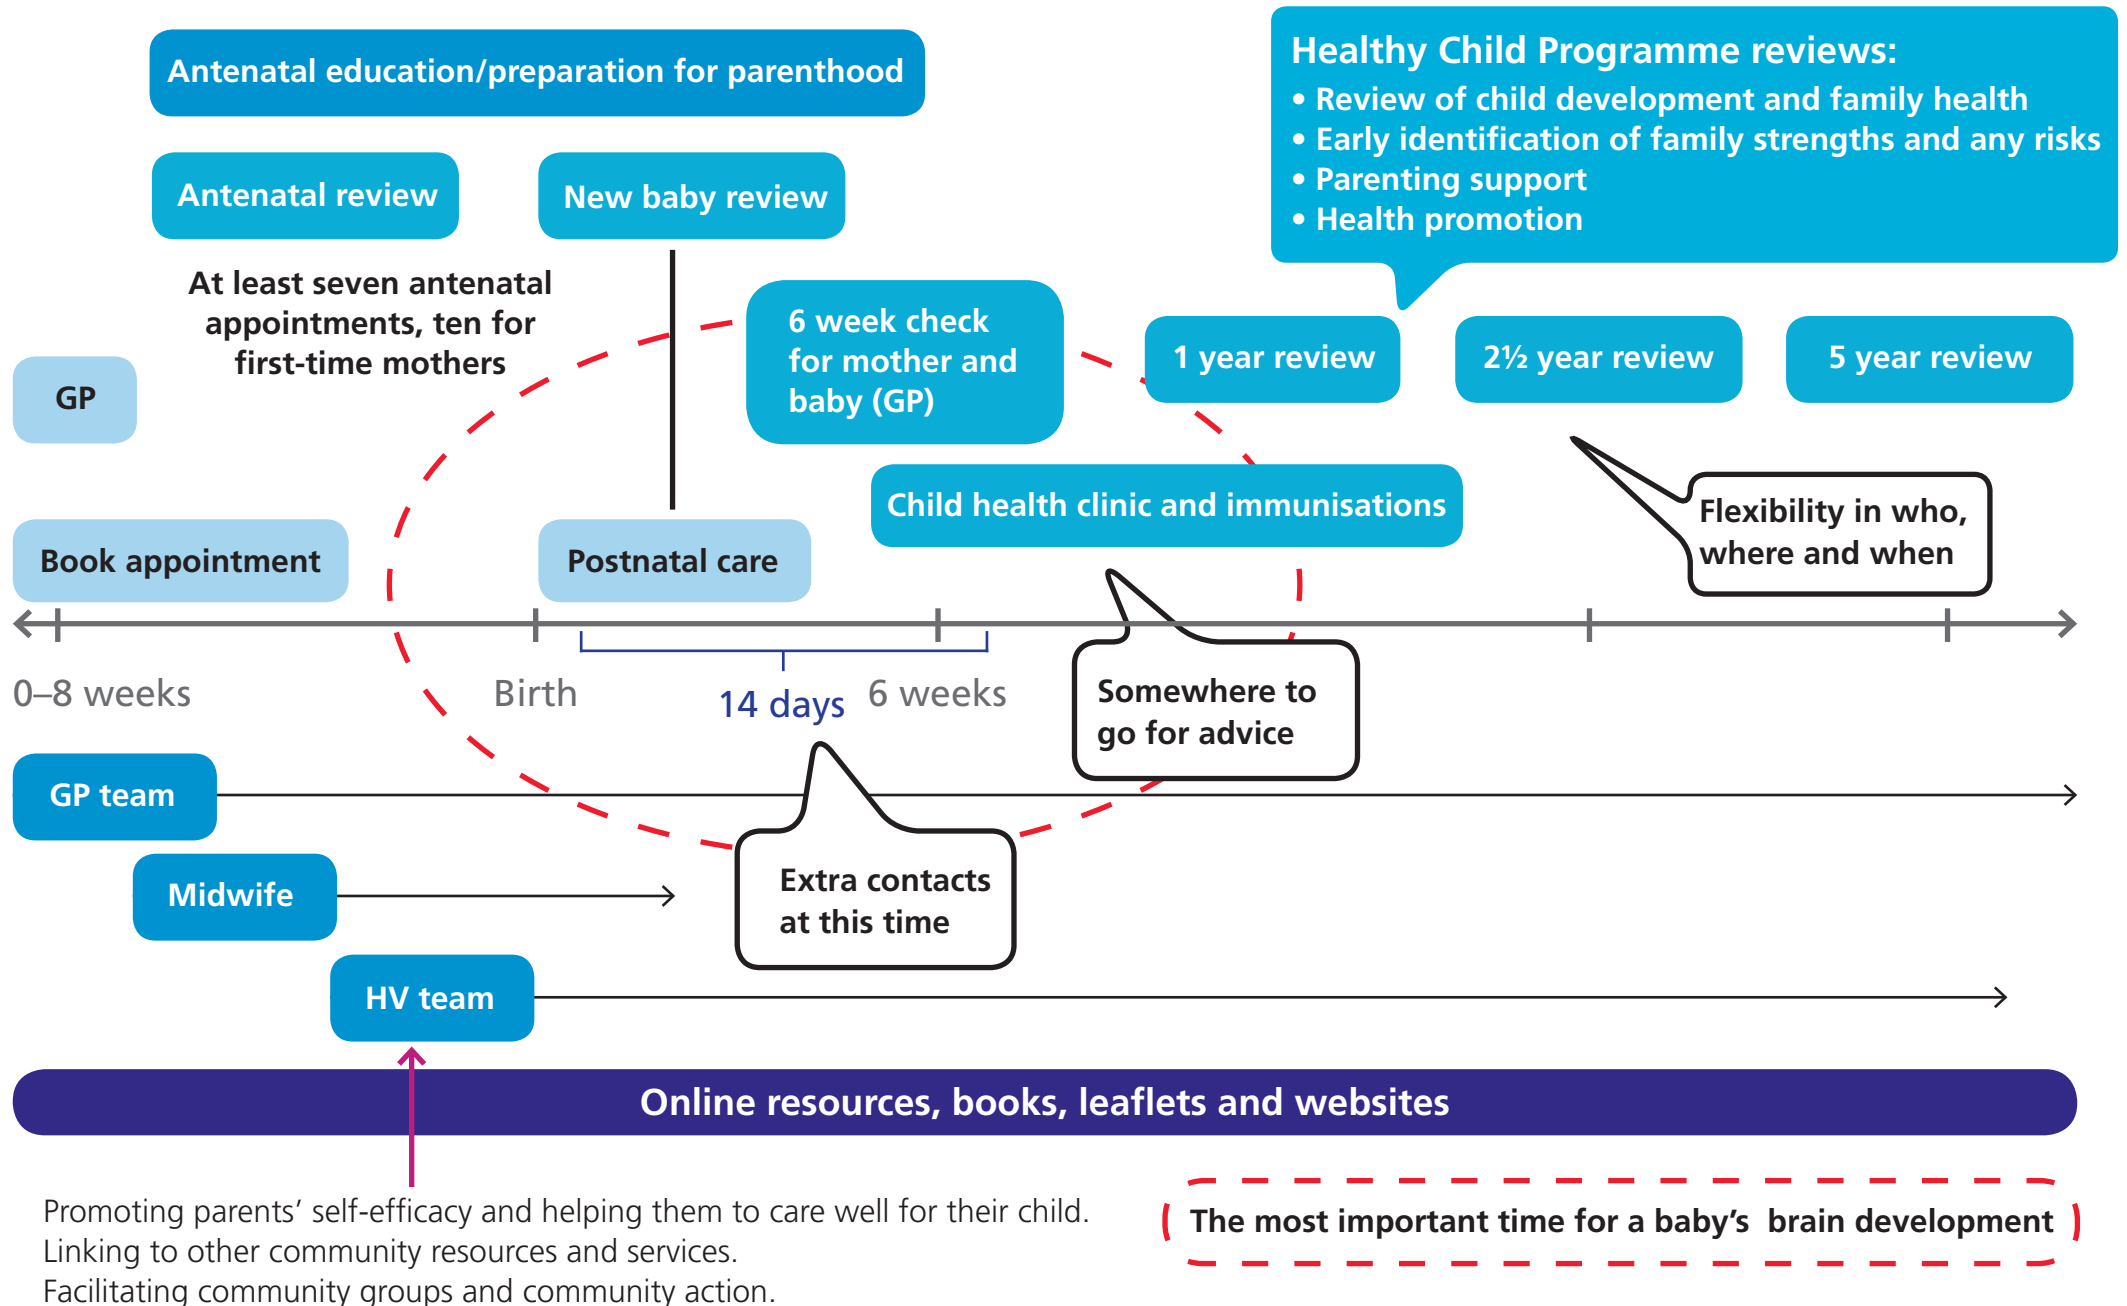 Antenatal education/preparation for parenthood
Healthy Child Programme reviews:
• Review of child development and family health
• Early identification of family strengths and any risks
• Parenting support
• Health promotion
Antenatal review
New baby review
At least seven antenatal
appointments, ten for
first-time mothers
6 week check
for mother and
baby (GP)
1 year review
2½ year review
5 year review
GP
Child health clinic and immunisations
Flexibility in who,
where and when
Book appointment
Postnatal care
0–8 weeks
Birth
14 days
6 weeks
Somewhere to
go for advice
GP team
Extra contacts
at this time
Midwife
HV team
Online resources, books, leaflets and websites
Promoting parents’ self-efficacy and helping them to care well for their child.
Linking to other community resources and services.
Facilitating community groups and community action.
The most important time for a baby’s brain development